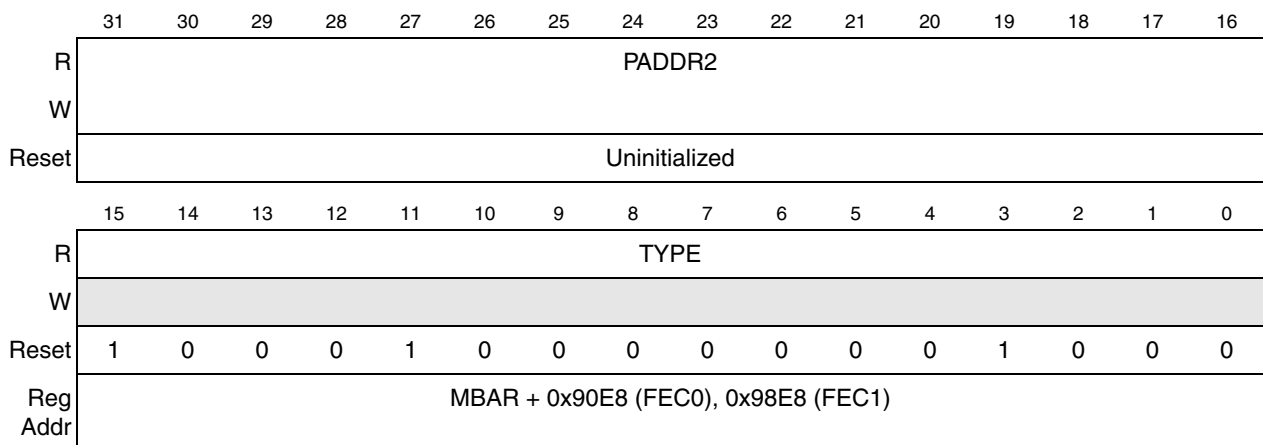 31 30 29 28 27 26 25 24 23 22 21 20 19 18 17 16
R PADDR2
W
Reset Uninitialized
15 14 13 12 11 10 9 8 7 6 5 4 3 2 1 0
R TYPE
W
Reset 1 0 0 0 1 0 0 0 0 0 0 0 1 0 0 0
Reg MBAR + 0x90E8 (FEC0), 0x98E8 (FEC1)
Addr